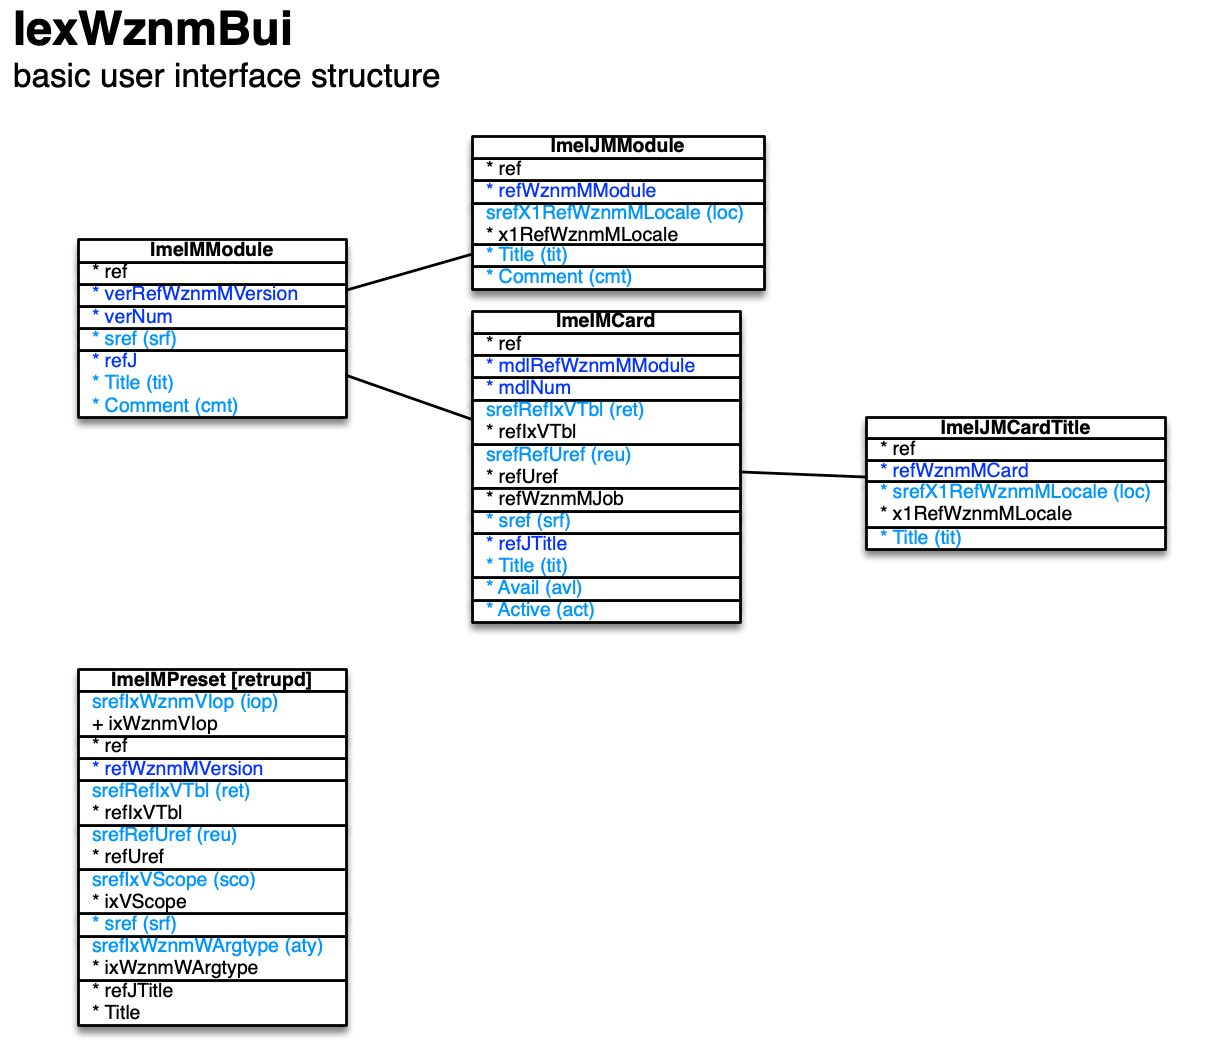 IexWznmBui
basic user interface structure
ImeIJMModule
* ref
* refWznmMModule
srefX1RefWznmMLocale (loc)
* x1RefWznmMLocale
* Title (tit)
* Comment (cmt)
ImeIMModule
* ref
* verRefWznmMVersion
* verNum
* sref (srf)
* refJ
* Title (tit)
* Comment (cmt)
ImeIMCard
* ref
* mdlRefWznmMModule
* mdlNum
srefRefIxVTbl (ret)
* refIxVTbl
srefRefUref (reu)
* refUref
* refWznmMJob
* sref (srf)
* refJTitle
* Title (tit)
* Avail (avl)
* Active (act)
ImeIJMCardTitle
* ref
* refWznmMCard
* srefX1RefWznmMLocale (loc)
* x1RefWznmMLocale
* Title (tit)
ImeIMPreset [retrupd]
srefIxWznmVIop (iop)
+ ixWznmVIop
* ref
* refWznmMVersion
srefRefIxVTbl (ret)
* refIxVTbl
srefRefUref (reu)
* refUref
srefIxVScope (sco)
* ixVScope
* sref (srf)
srefIxWznmWArgtype (aty)
* ixWznmWArgtype
* refJTitle
* Title